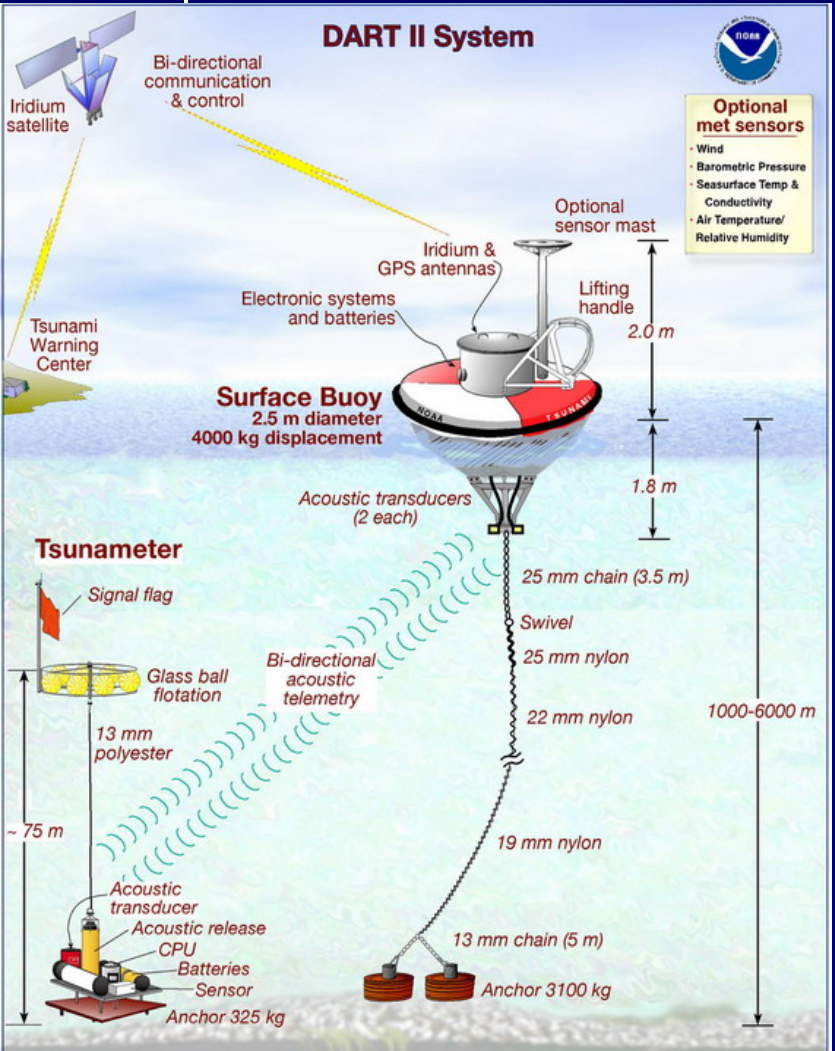 DART II System
NOAA
Iridium
satellite
Bi-directional
communication
& control
Optional
met sensors
· Wind
· Barometric Pressure
· Seasurface Temp &
Conductivity
· Air Temperature/
Relative Humidity
Optional
sensor mast
Iridium &
GPS antennas
Lifting
handle
Electronic systems
and batteries
2.0 m
Tsunami
Warning
Center
Surface Buoy
2.5 m diameter
4000 kg displacement
NOAA
TSUNAMI
1.8 m
Acoustic transducers
(2 each)
Tsunameter
25 mm chain (3.5 m)
Signal flag
Swivel
25 mm nylon
Bi-directional
acoustic
telemetry
Glass ball
flotation
22 mm nylon
1000-6000 m
13 mm
polyester
~ 75 m
19 mm nylon
Acoustic
transducer
Acoustic release
CPU
Batteries
Sensor
Anchor 325 kg
13 mm chain (5 m)
Anchor 3100 kg